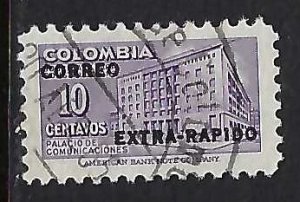 COLOMBIA
CORREO
10
CENTAVOS
EXTRA-RAPIDO
PALACIO DE
COMUNICACIONES
AMERICAN BANK NOTE COMPANY